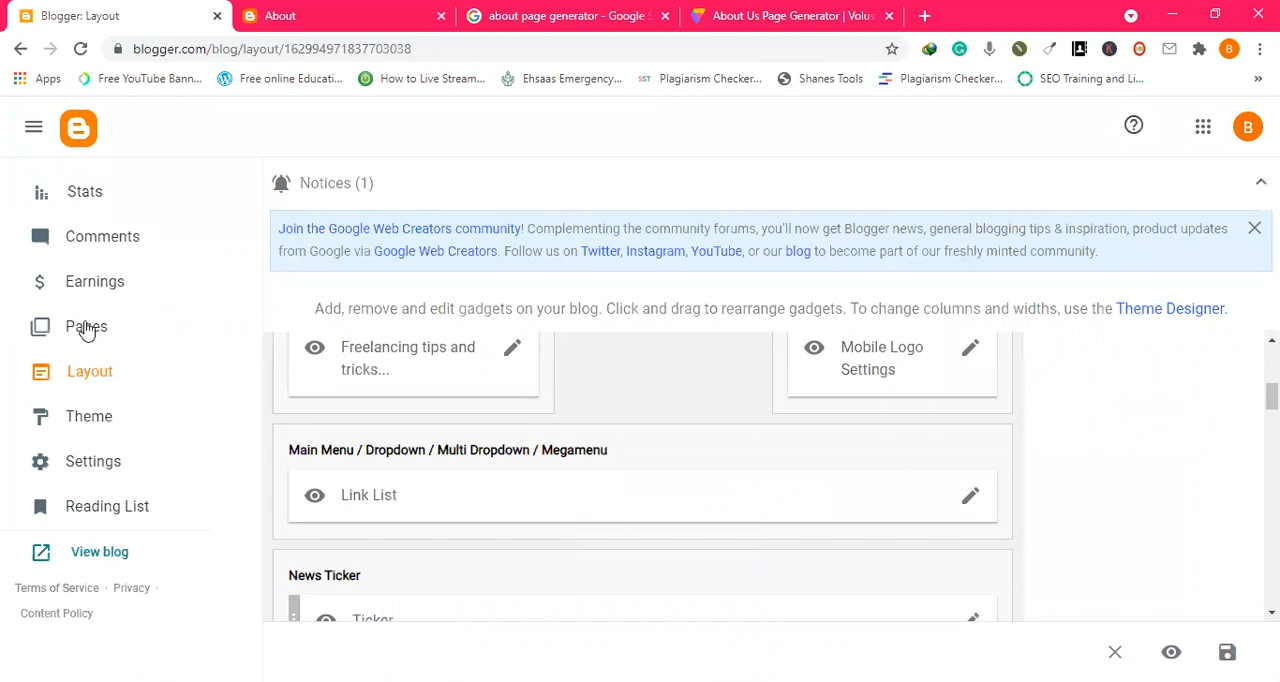 Blogger: Layout
About
about page generator - Google S
About Us Page Generator | Volus
blogger.com/blog/layout/162994971837703038
Apps
Free YouTube Bann...
Free online Educati...
How to Live Stream...
Ehsaas Emergency...
SST
Plagiarism Checker...
Shanes Tools
Plagiarism Checker...
SEO Training and Li...
B
Stats
Comments
Earnings
Pages
Layout
Theme
Settings
Reading List
View blog
Terms of Service · Privacy ·
Content Policy
Notices (1)
Join the Google Web Creators community! Complementing the community forums, you'll now get Blogger news, general blogging tips & inspiration, product updates
from Google via Google Web Creators. Follow us on Twitter, Instagram, YouTube, or our blog to become part of our freshly minted community.
Add, remove and edit gadgets on your blog. Click and drag to rearrange gadgets. To change columns and widths, use the Theme Designer.
Freelancing tips and
tricks...
Mobile Logo
Settings
Main Menu / Dropdown / Multi Dropdown / Megamenu
Link List
News Ticker
Ticker